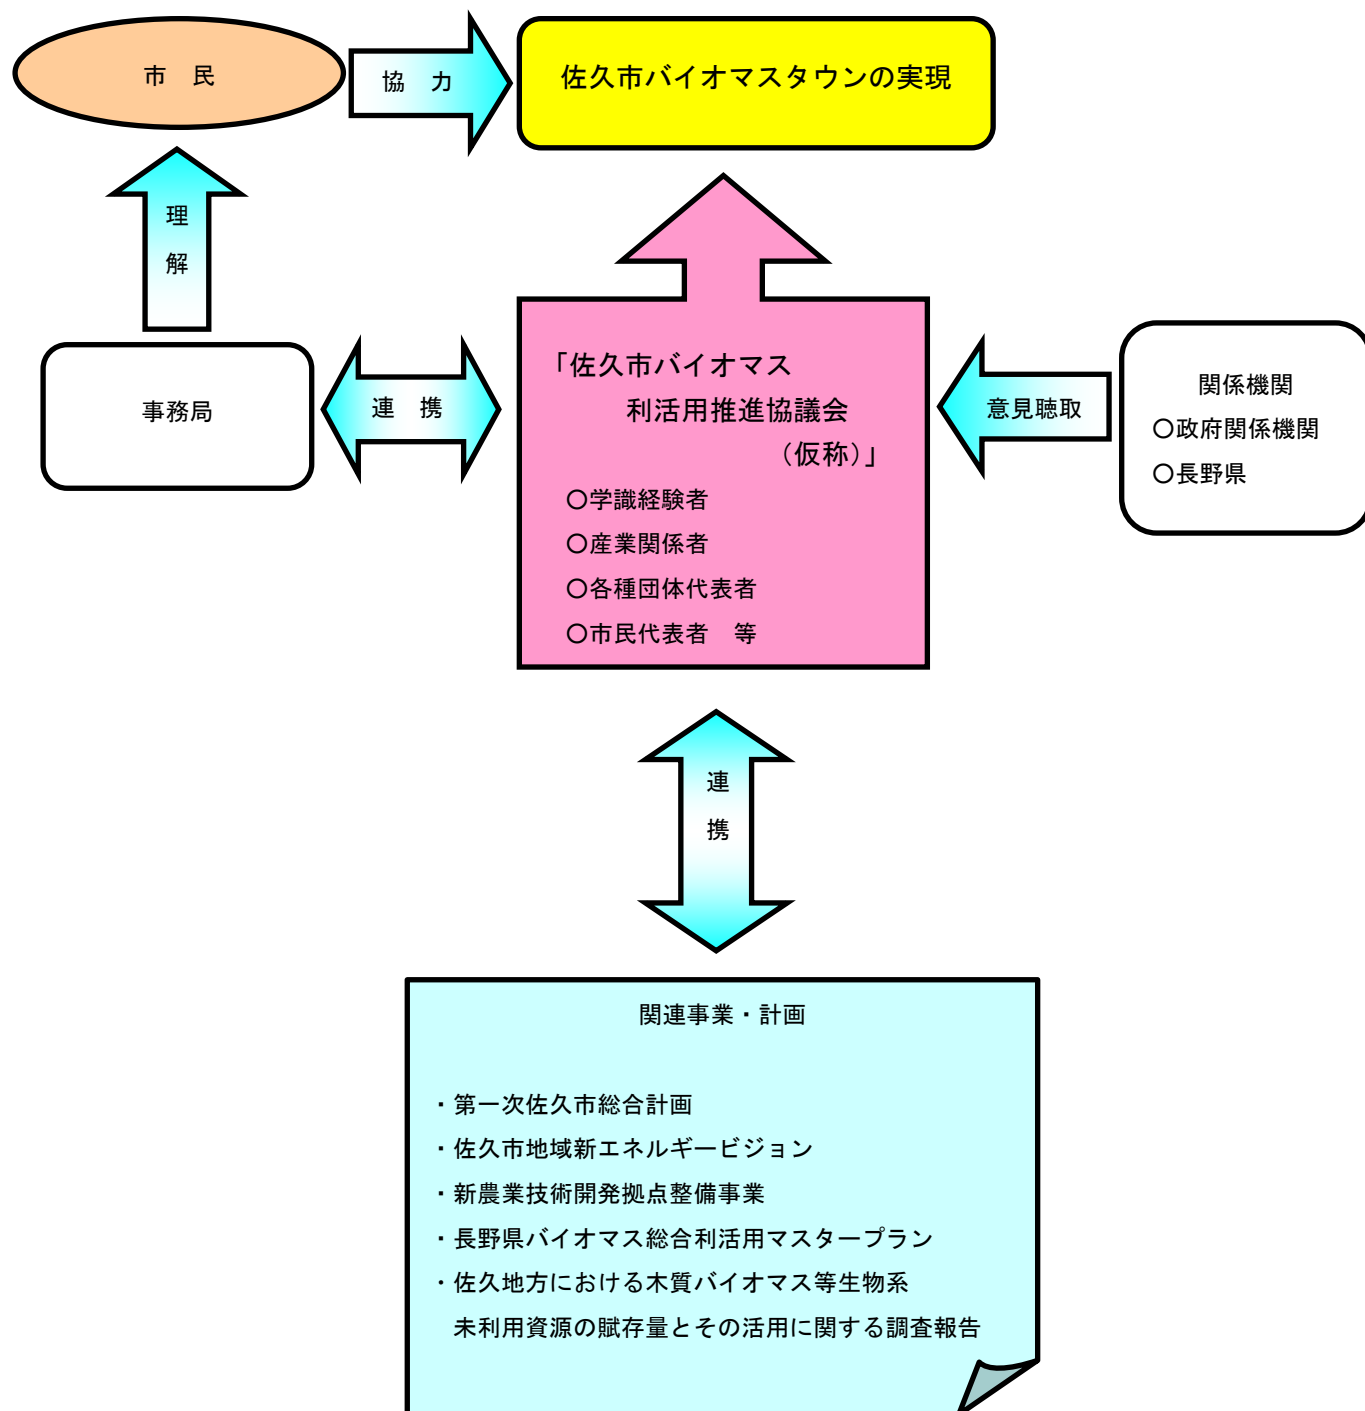 市　民
協　力
佐久市バイオマスタウンの実現
理
解
事務局
連　携
「佐久市バイオマス
利活用推進協議会
（仮称）」
○学識経験者
○産業関係者
○各種団体代表者
○市民代表者　等
意見聴取
関係機関
○政府関係機関
○長野県
連
携
関連事業・計画
・第一次佐久市総合計画
・佐久市地域新エネルギービジョン
・新農業技術開発拠点整備事業
・長野県バイオマス総合利活用マスタープラン
・佐久地方における木質バイオマス等生物系
未利用資源の賦存量とその活用に関する調査報告